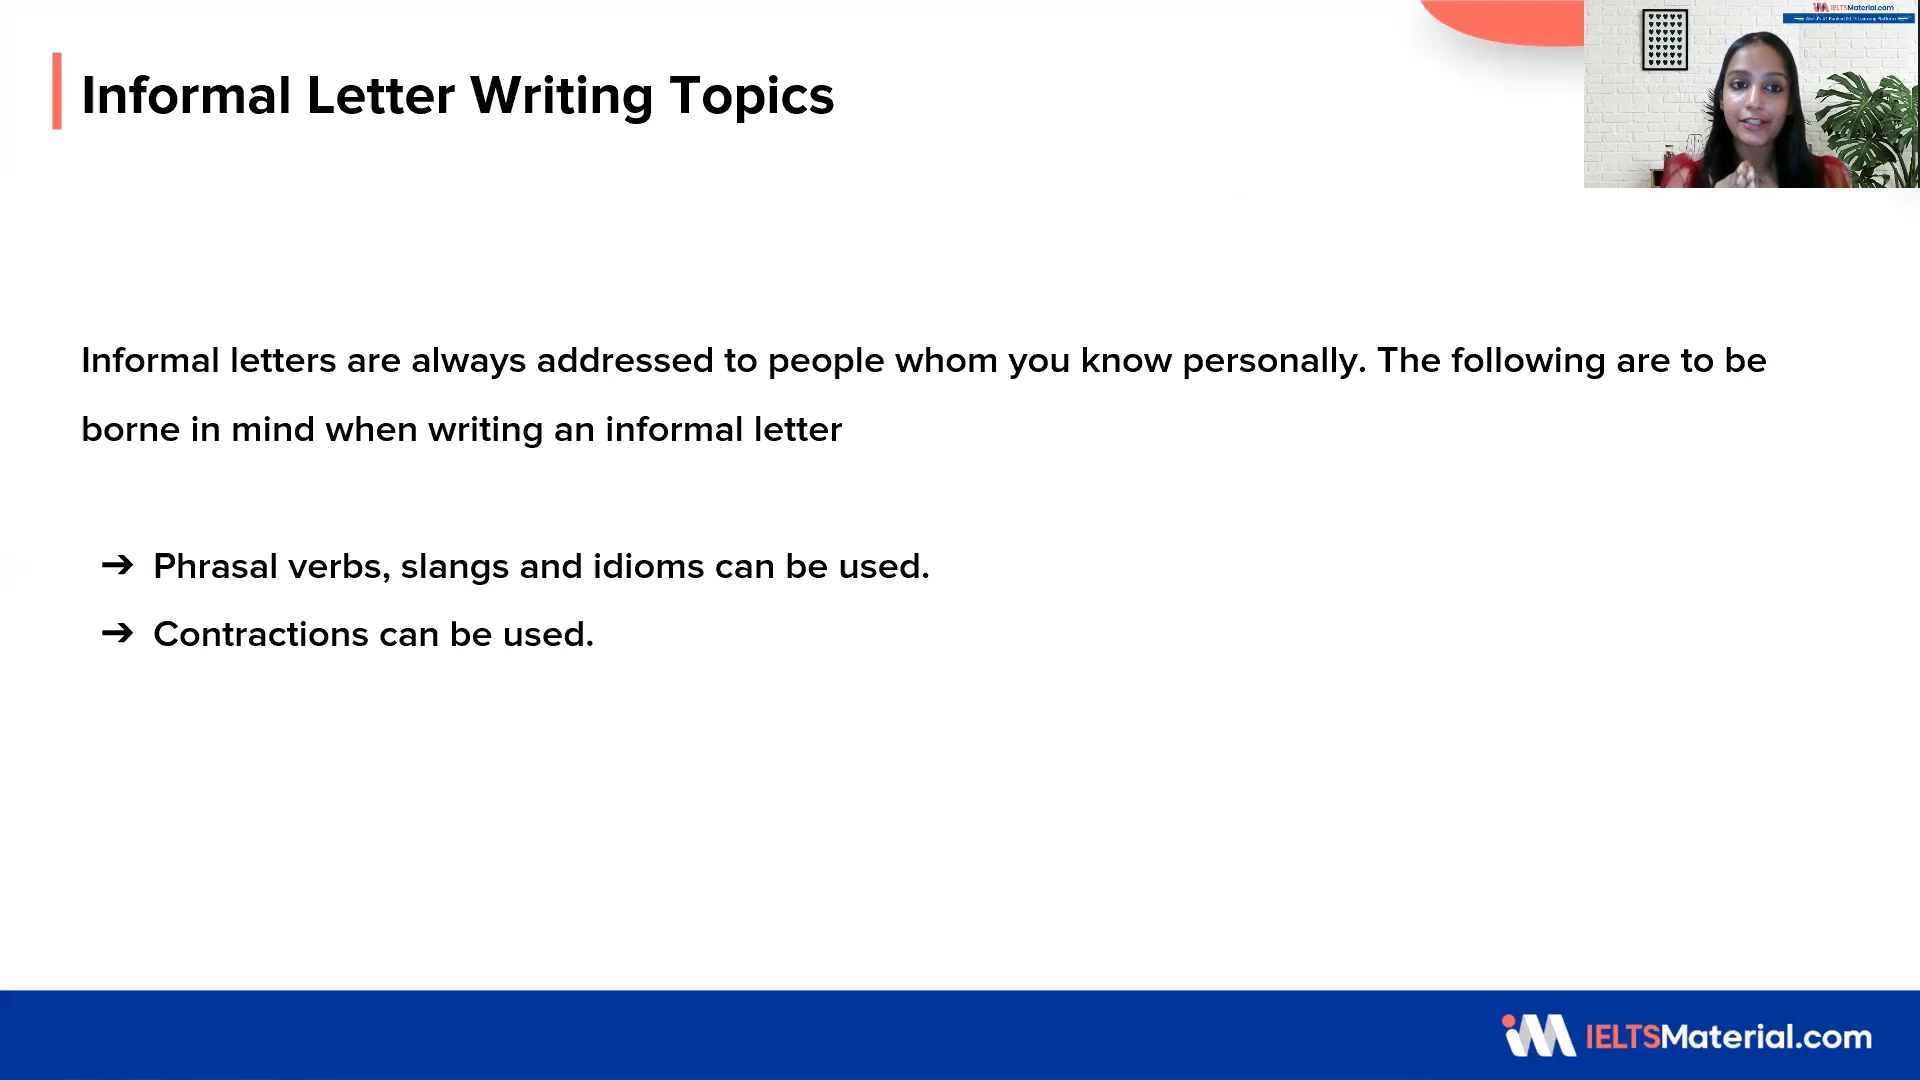 Informal Letter Writing Topics
IELTSMaterial.com
Informal letters are always addressed to people whom you know personally. The following are to be
borne in mind when writing an informal letter
➔ Phrasal verbs, slangs and idioms can be used.
➔ Contractions can be used.
IELTSMaterial.com